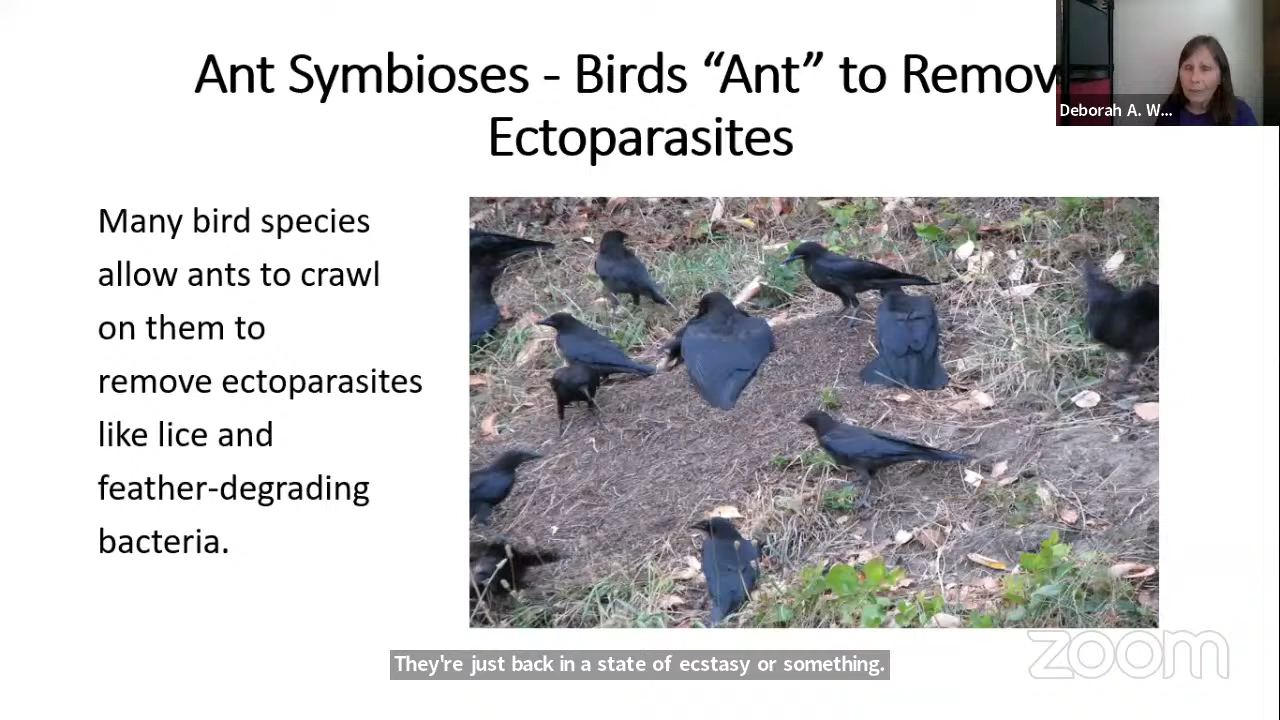 Ant Symbioses - Birds “Ant” to Remov
Ectoparasites
Deborah A. W...
Many bird species
allow ants to crawl
on them to
remove ectoparasites
like lice and
feather-degrading
bacteria.
They're just back in a state of ecstasy or something.
zoom